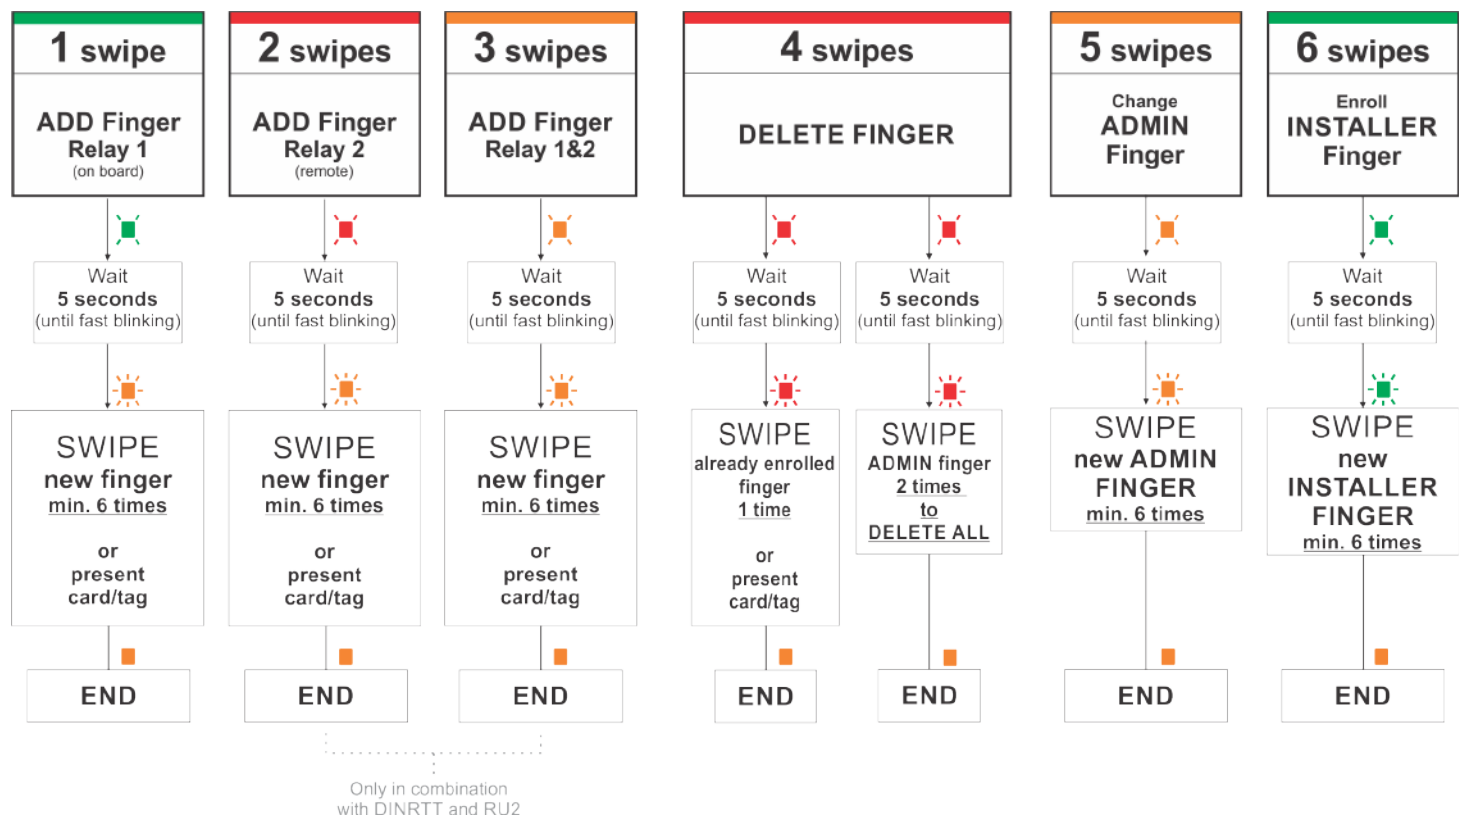 1 swipe
ADD Finger
Relay 1
(on board)
Wait
5 seconds
(until fast blinking)
SWIPE
new finger
min. 6 times
or
present
card/tag
END
2 swipes
ADD Finger
Relay 2
(remote)
Wait
5 seconds
(until fast blinking)
SWIPE
new finger
min. 6 times
or
present
card/tag
END
3 swipes
ADD Finger
Relay 1&2
Wait
5 seconds
(until fast blinking)
SWIPE
new finger
min. 6 times
or
present
card/tag
END
Only in combination
with DINRTT and RU2
4 swipes
DELETE FINGER
Wait
5 seconds
(until fast blinking)
SWIPE
already enrolled
finger
1 time
or
present
card/tag
END
Wait
5 seconds
(until fast blinking)
SWIPE
ADMIN finger
2 times
to
DELETE ALL
END
5 swipes
Change
ADMIN
Finger
Wait
5 seconds
(until fast blinking)
SWIPE
new ADMIN
FINGER
min. 6 times
END
6 swipes
Enroll
INSTALLER
Finger
Wait
5 seconds
(until fast blinking)
SWIPE
new
INSTALLER
FINGER
min. 6 times
END